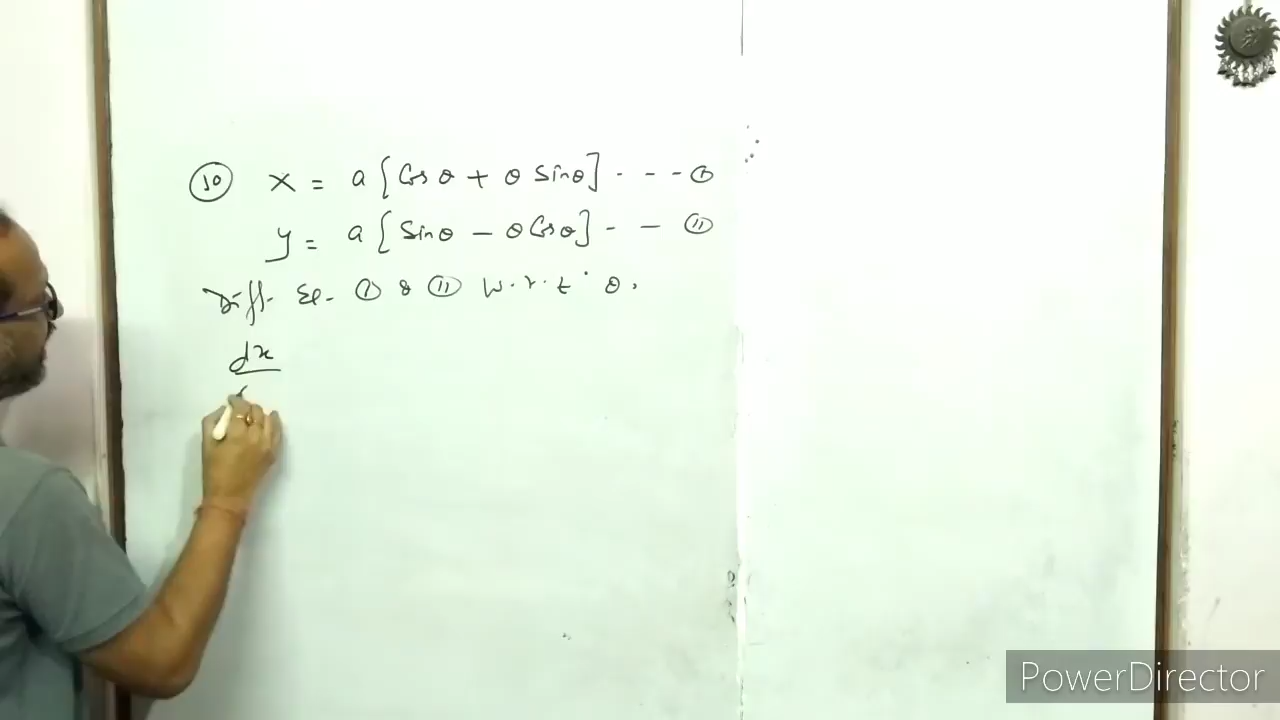 10 x = a [Cos θ + θ Sin θ] - - - (I)
y = a [Sin θ - θ Cos θ] - - (II)
Diff. Eq. (I) & (II) w.r.t. θ.
dx
PowerDirector